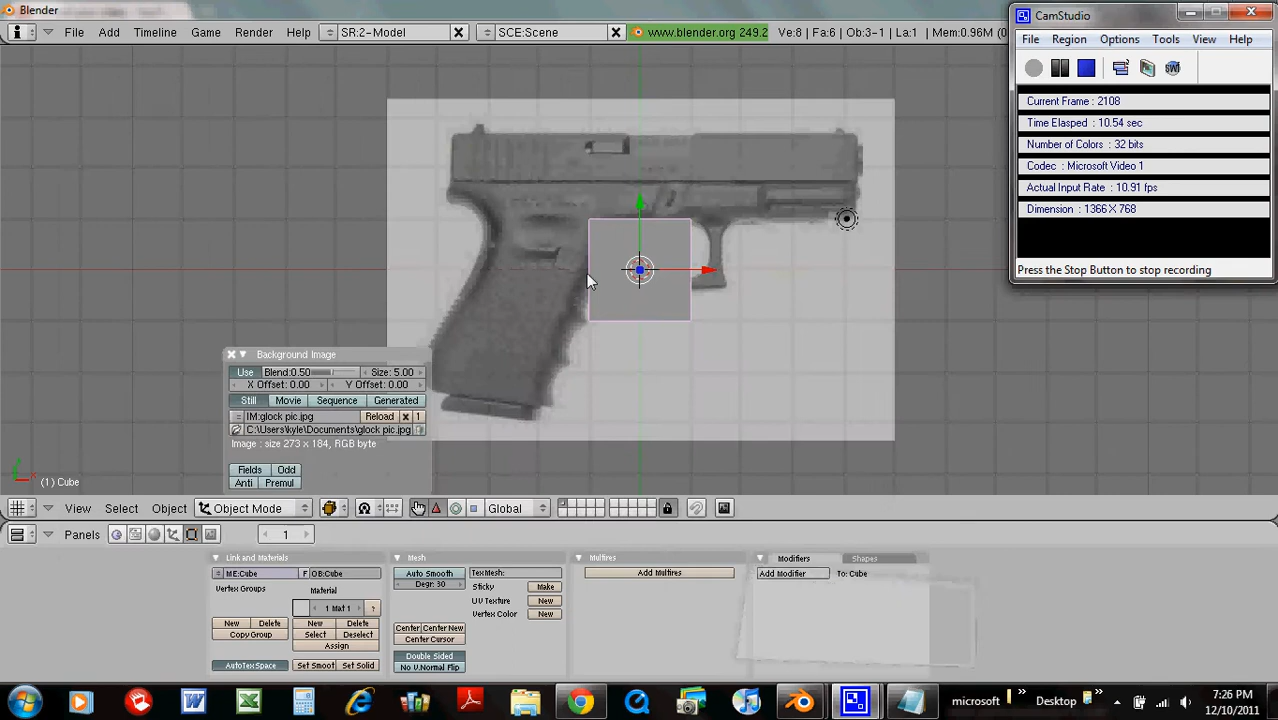 Blender
File Add Timeline Game Render Help SR:2-Model SCE:Scene www.blender.org 249.2 Ve:8 | Fa:6 | Ob:3-1 | La:1 | Mem:0.96M (0
CamStudio
File Region Options Tools View Help
Current Frame : 2108
Time Elasped : 10.54 sec
Number of Colors : 32 bits
Codec : Microsoft Video 1
Actual Input Rate : 10.91 fps
Dimension : 1366 X 768
Press the Stop Button to stop recording
Background Image
Use Blend:0.50 Size: 5.00
X Offset: 0.00 Y Offset: 0.00
Still Movie Sequence Generated
IM:glock pic.jpg Reload 1
C:\Users\kyle\Documents\glock pic.jpg
Image : size 273 x 184, RGB byte
Fields Odd
Anti Premul
(1) Cube
View Select Object Object Mode Global
Panels 1
Link and Materials Mesh Multires Modifiers Shapes
ME:Cube F OB:Cube Auto Smooth TexMesh: Add Multires Add Modifier To: Cube
Vertex Groups Material Degr: 30 Sticky Make
1 Mat 1 ? UV Texture New
Vertex Color New
New Delete New Delete Center Center New
Copy Group Select Deselect Center Cursor
Assign
AutoTexSpace Set Smoot Set Solid Double Sided
No V.Normal Flip
microsoft Desktop 7:26 PM
12/10/2011